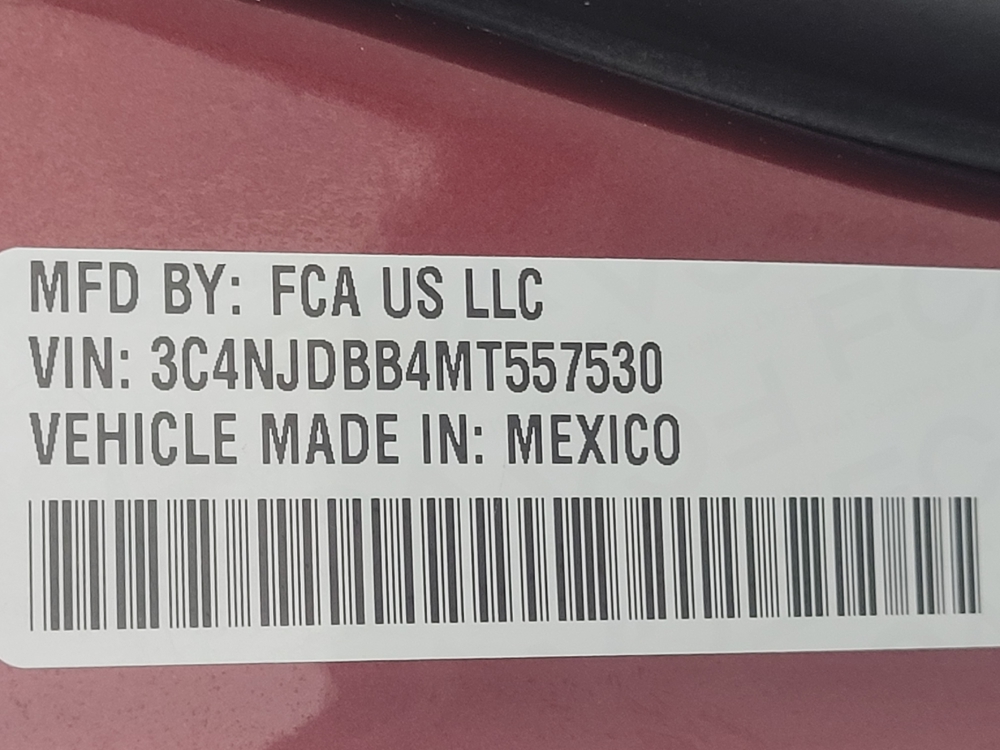 MFD BY: FCA US LLC
VIN: 3C4NJDBB4MT557530
VEHICLE MADE IN: MEXICO